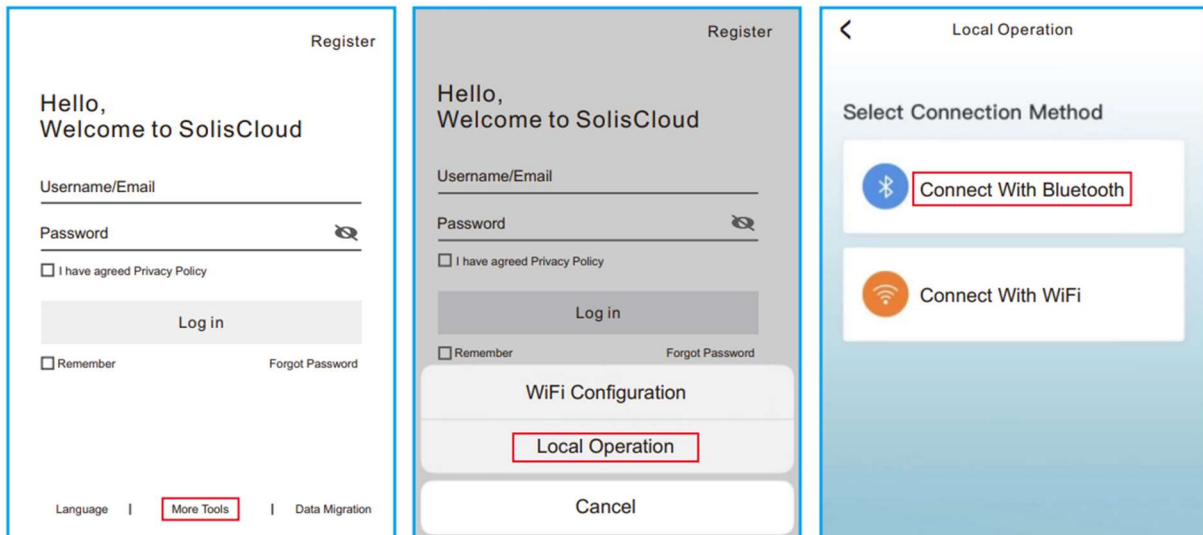 Register
Hello,
Welcome to SolisCloud
Username/Email
Password
I have agreed Privacy Policy
Log in
Remember Forgot Password
Language | More Tools | Data Migration
Register
Hello,
Welcome to SolisCloud
Username/Email
Password
I have agreed Privacy Policy
Log in
Remember Forgot Password
WiFi Configuration
Local Operation
Cancel
Local Operation
Select Connection Method
Connect With Bluetooth
Connect With WiFi